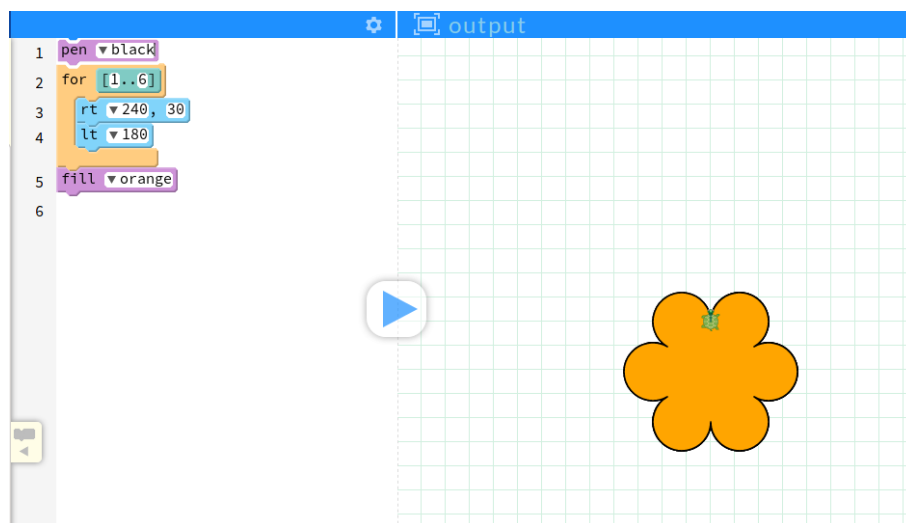 output
1 pen ▼black
2 for [1..6]
3 rt ▼240, 30
4 lt ▼180
5 fill ▼orange
6